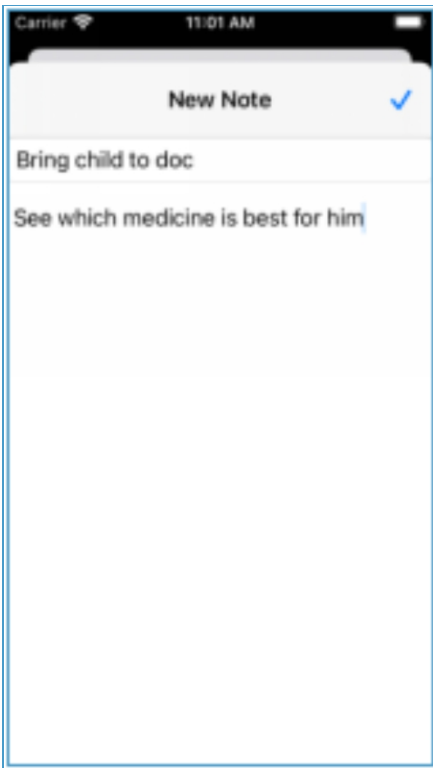 Carrier 11:01 AM
New Note
Bring child to doc
See which medicine is best for him